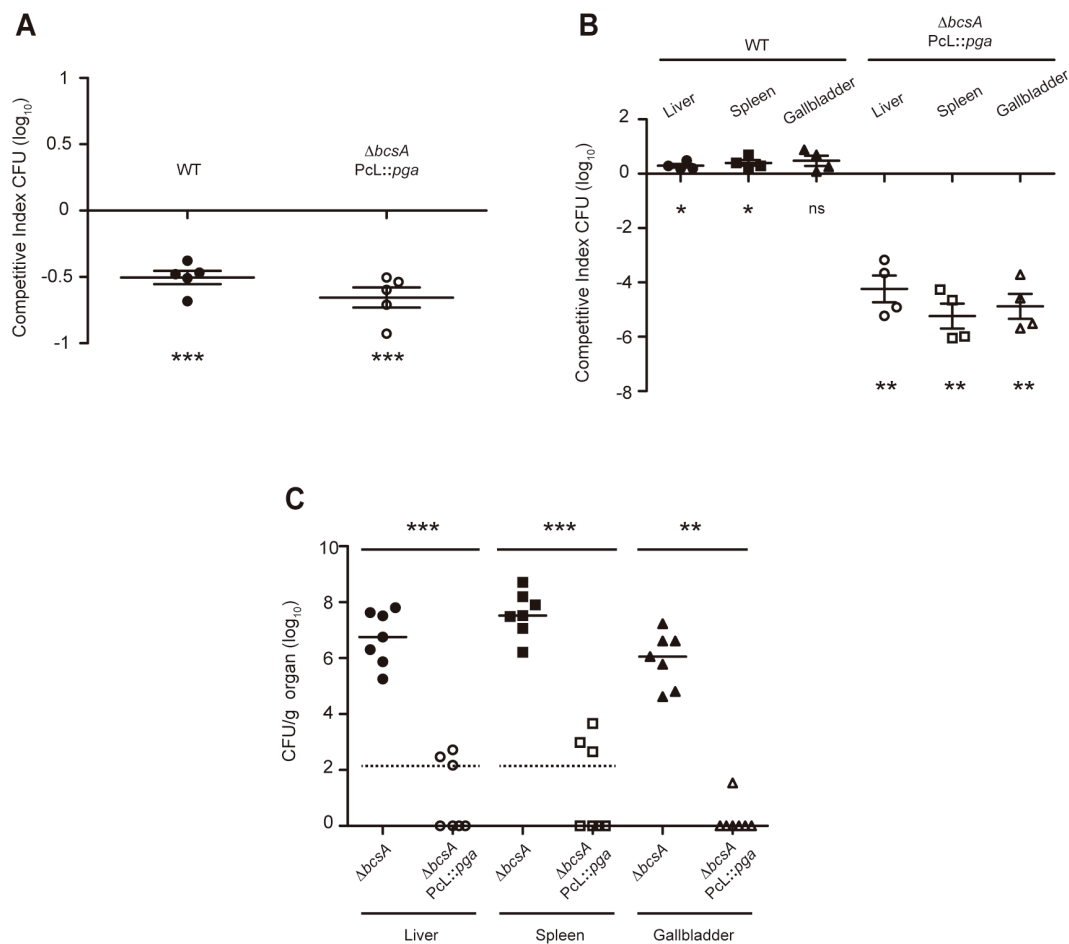 A
Competitive Index CFU (log10)
1
0.5
0
-0.5
-1
WT
ΔbcsA
PcL::pga
***
***
B
WT
ΔbcsA
PcL::pga
Liver
Spleen
Gallbladder
Liver
Spleen
Gallbladder
Competitive Index CFU (log10)
2
0
-2
-4
-6
-8
*
*
ns
**
**
**
C
***
***
**
CFU/g organ (log10)
10
8
6
4
2
0
ΔbcsA
ΔbcsA
PcL::pga
ΔbcsA
ΔbcsA
PcL::pga
ΔbcsA
ΔbcsA
PcL::pga
Liver
Spleen
Gallbladder